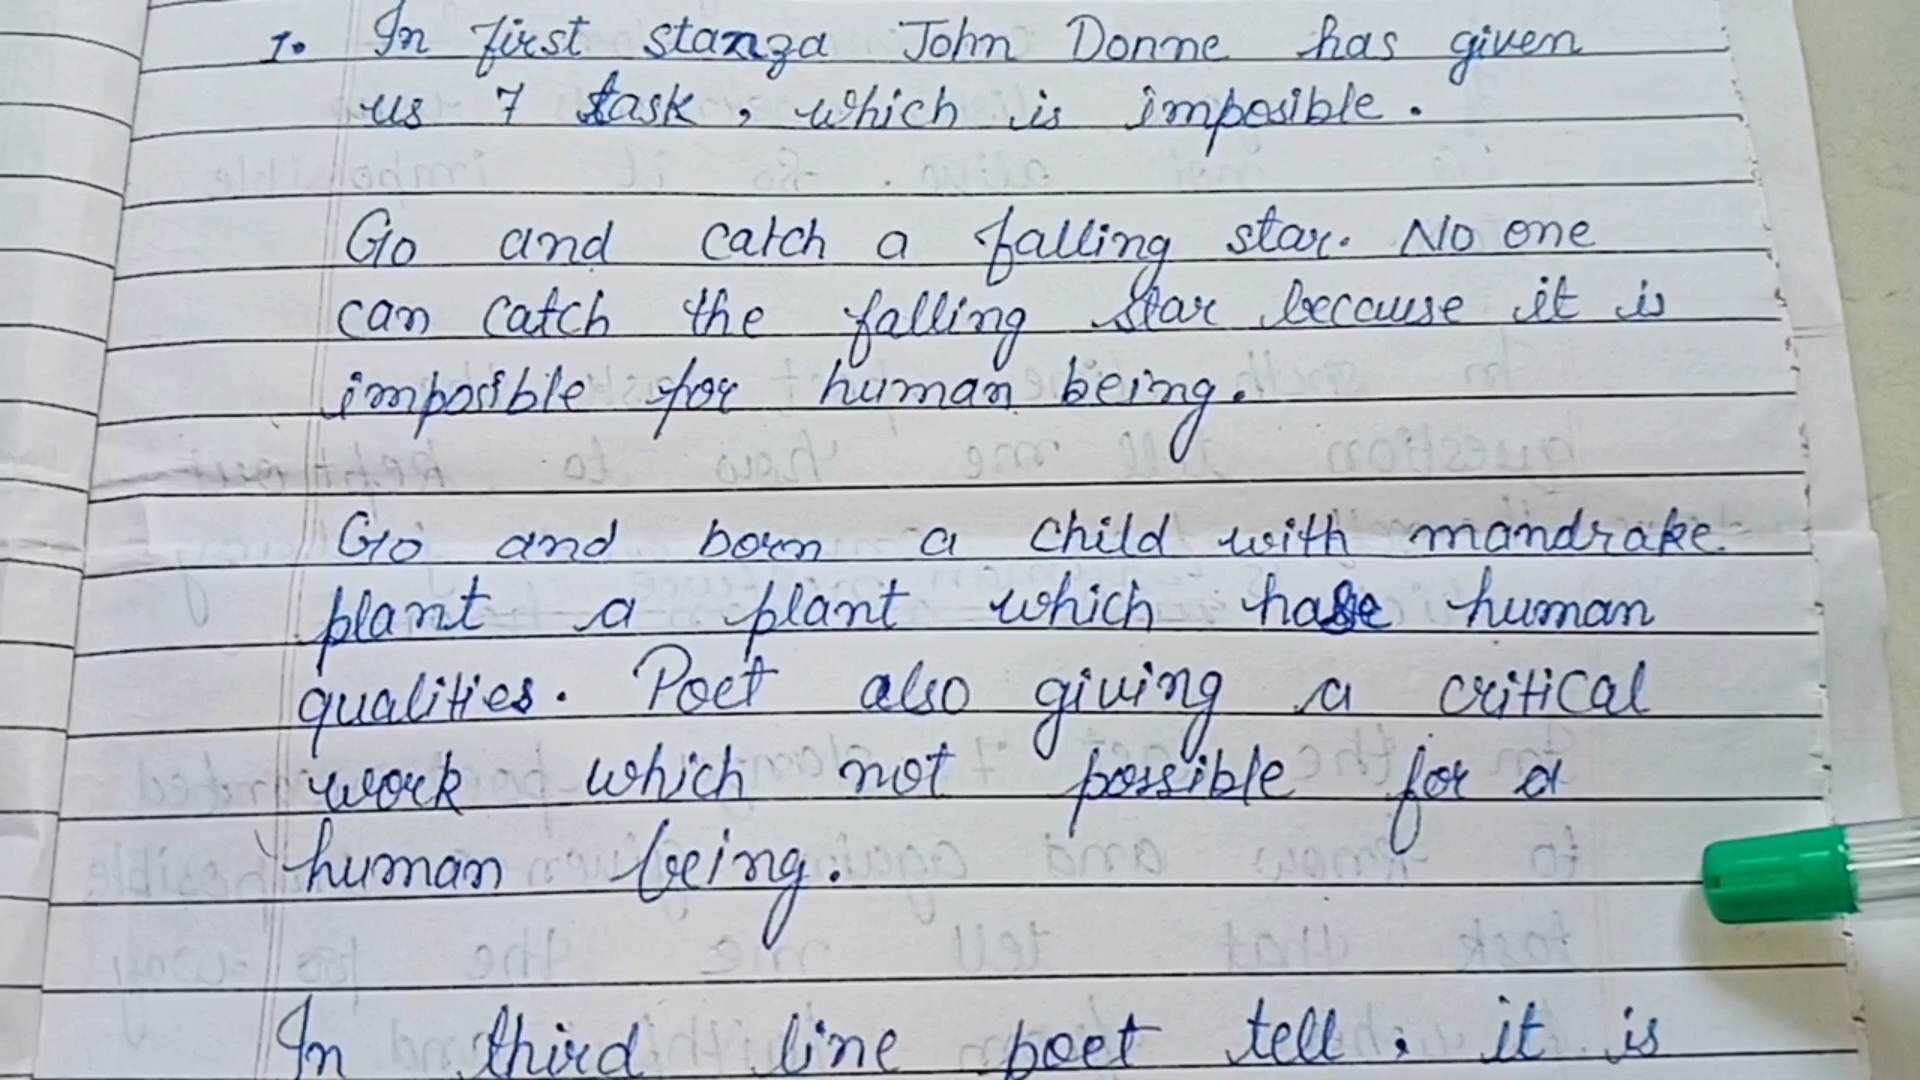 1. In first stanza John Donne has given
us 7 task, which is imposible.
Go and catch a falling star. No one
can catch the falling star because it is
imposible for human being.
Go and born a child with mandrake.
plant a plant which have human
qualities. Poet also giving a critical
work which not possible for a
human being.
In third line poet tell, it is